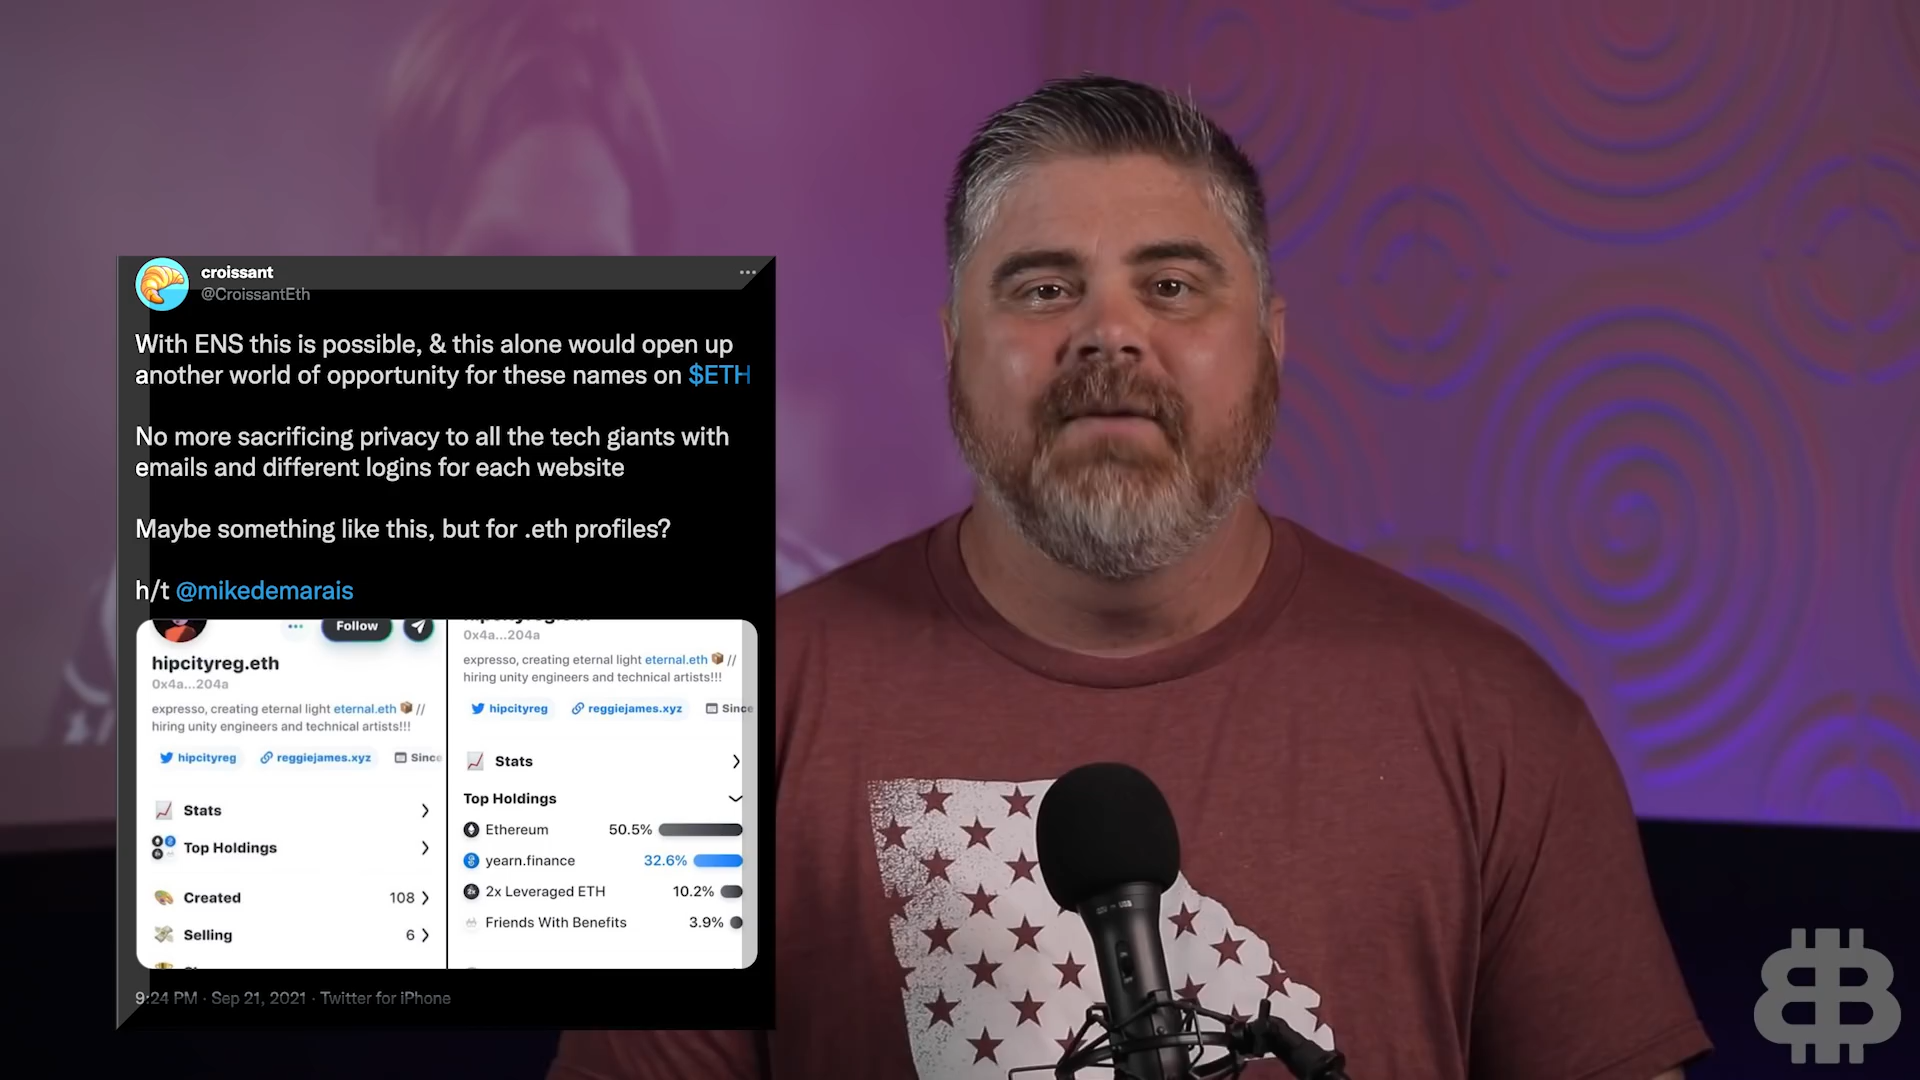 croissant
@CroissantEth
With ENS this is possible, & this alone would open up
another world of opportunity for these names on $ETH
No more sacrificing privacy to all the tech giants with
emails and different logins for each website
Maybe something like this, but for .eth profiles?
h/t @mikedemarais
Follow
hipcityreg.eth
0x4a...204a
expresso, creating eternal light eternal.eth //
hiring unity engineers and technical artists!!!
hipcityreg reggiejames.xyz Since
Stats
Top Holdings
Created 108
Selling 6
0x4a...204a
expresso, creating eternal light eternal.eth //
hiring unity engineers and technical artists!!!
hipcityreg reggiejames.xyz Since
Stats
Top Holdings
Ethereum 50.5%
yearn.finance 32.6%
2x Leveraged ETH 10.2%
Friends With Benefits 3.9%
9:24 PM · Sep 21, 2021 · Twitter for iPhone